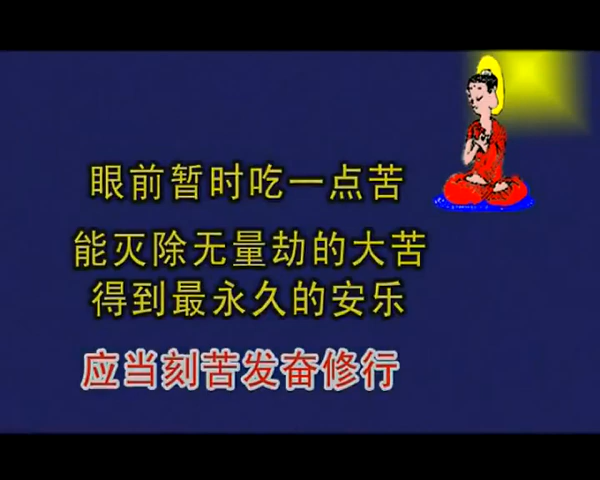 眼前暂时吃一点苦
能灭除无量劫的大苦
得到最永久的安乐
应当刻苦发奋修行